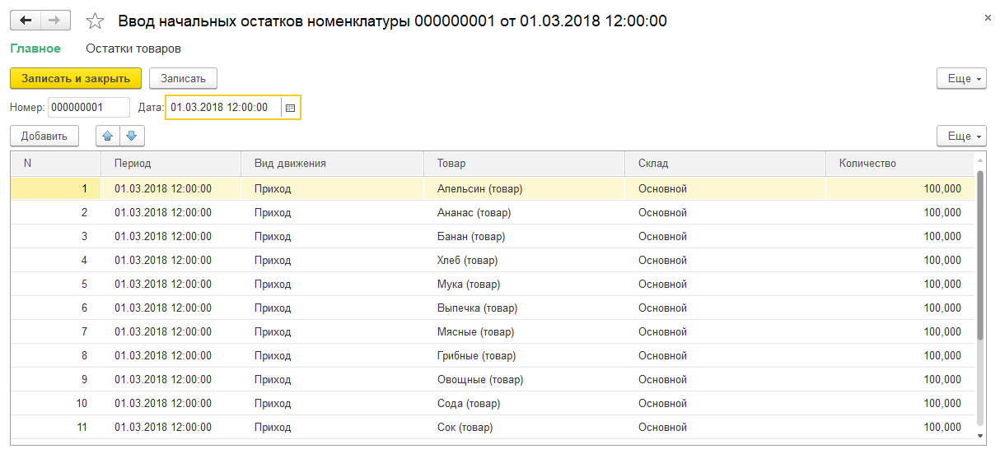 Ввод начальных остатков номенклатуры 000000001 от 01.03.2018 12:00:00
Главное Остатки товаров
Записать и закрыть Записать Еще
Номер: 000000001 Дата: 01.03.2018 12:00:00
Добавить Еще
N Период Вид движения Товар Склад Количество
1 01.03.2018 12:00:00 Приход Апельсин (товар) Основной 100,000
2 01.03.2018 12:00:00 Приход Ананас (товар) Основной 100,000
3 01.03.2018 12:00:00 Приход Банан (товар) Основной 100,000
4 01.03.2018 12:00:00 Приход Хлеб (товар) Основной 100,000
5 01.03.2018 12:00:00 Приход Мука (товар) Основной 100,000
6 01.03.2018 12:00:00 Приход Выпечка (товар) Основной 100,000
7 01.03.2018 12:00:00 Приход Мясные (товар) Основной 100,000
8 01.03.2018 12:00:00 Приход Грибные (товар) Основной 100,000
9 01.03.2018 12:00:00 Приход Овощные (товар) Основной 100,000
10 01.03.2018 12:00:00 Приход Сода (товар) Основной 100,000
11 01.03.2018 12:00:00 Приход Сок (товар) Основной 100,000